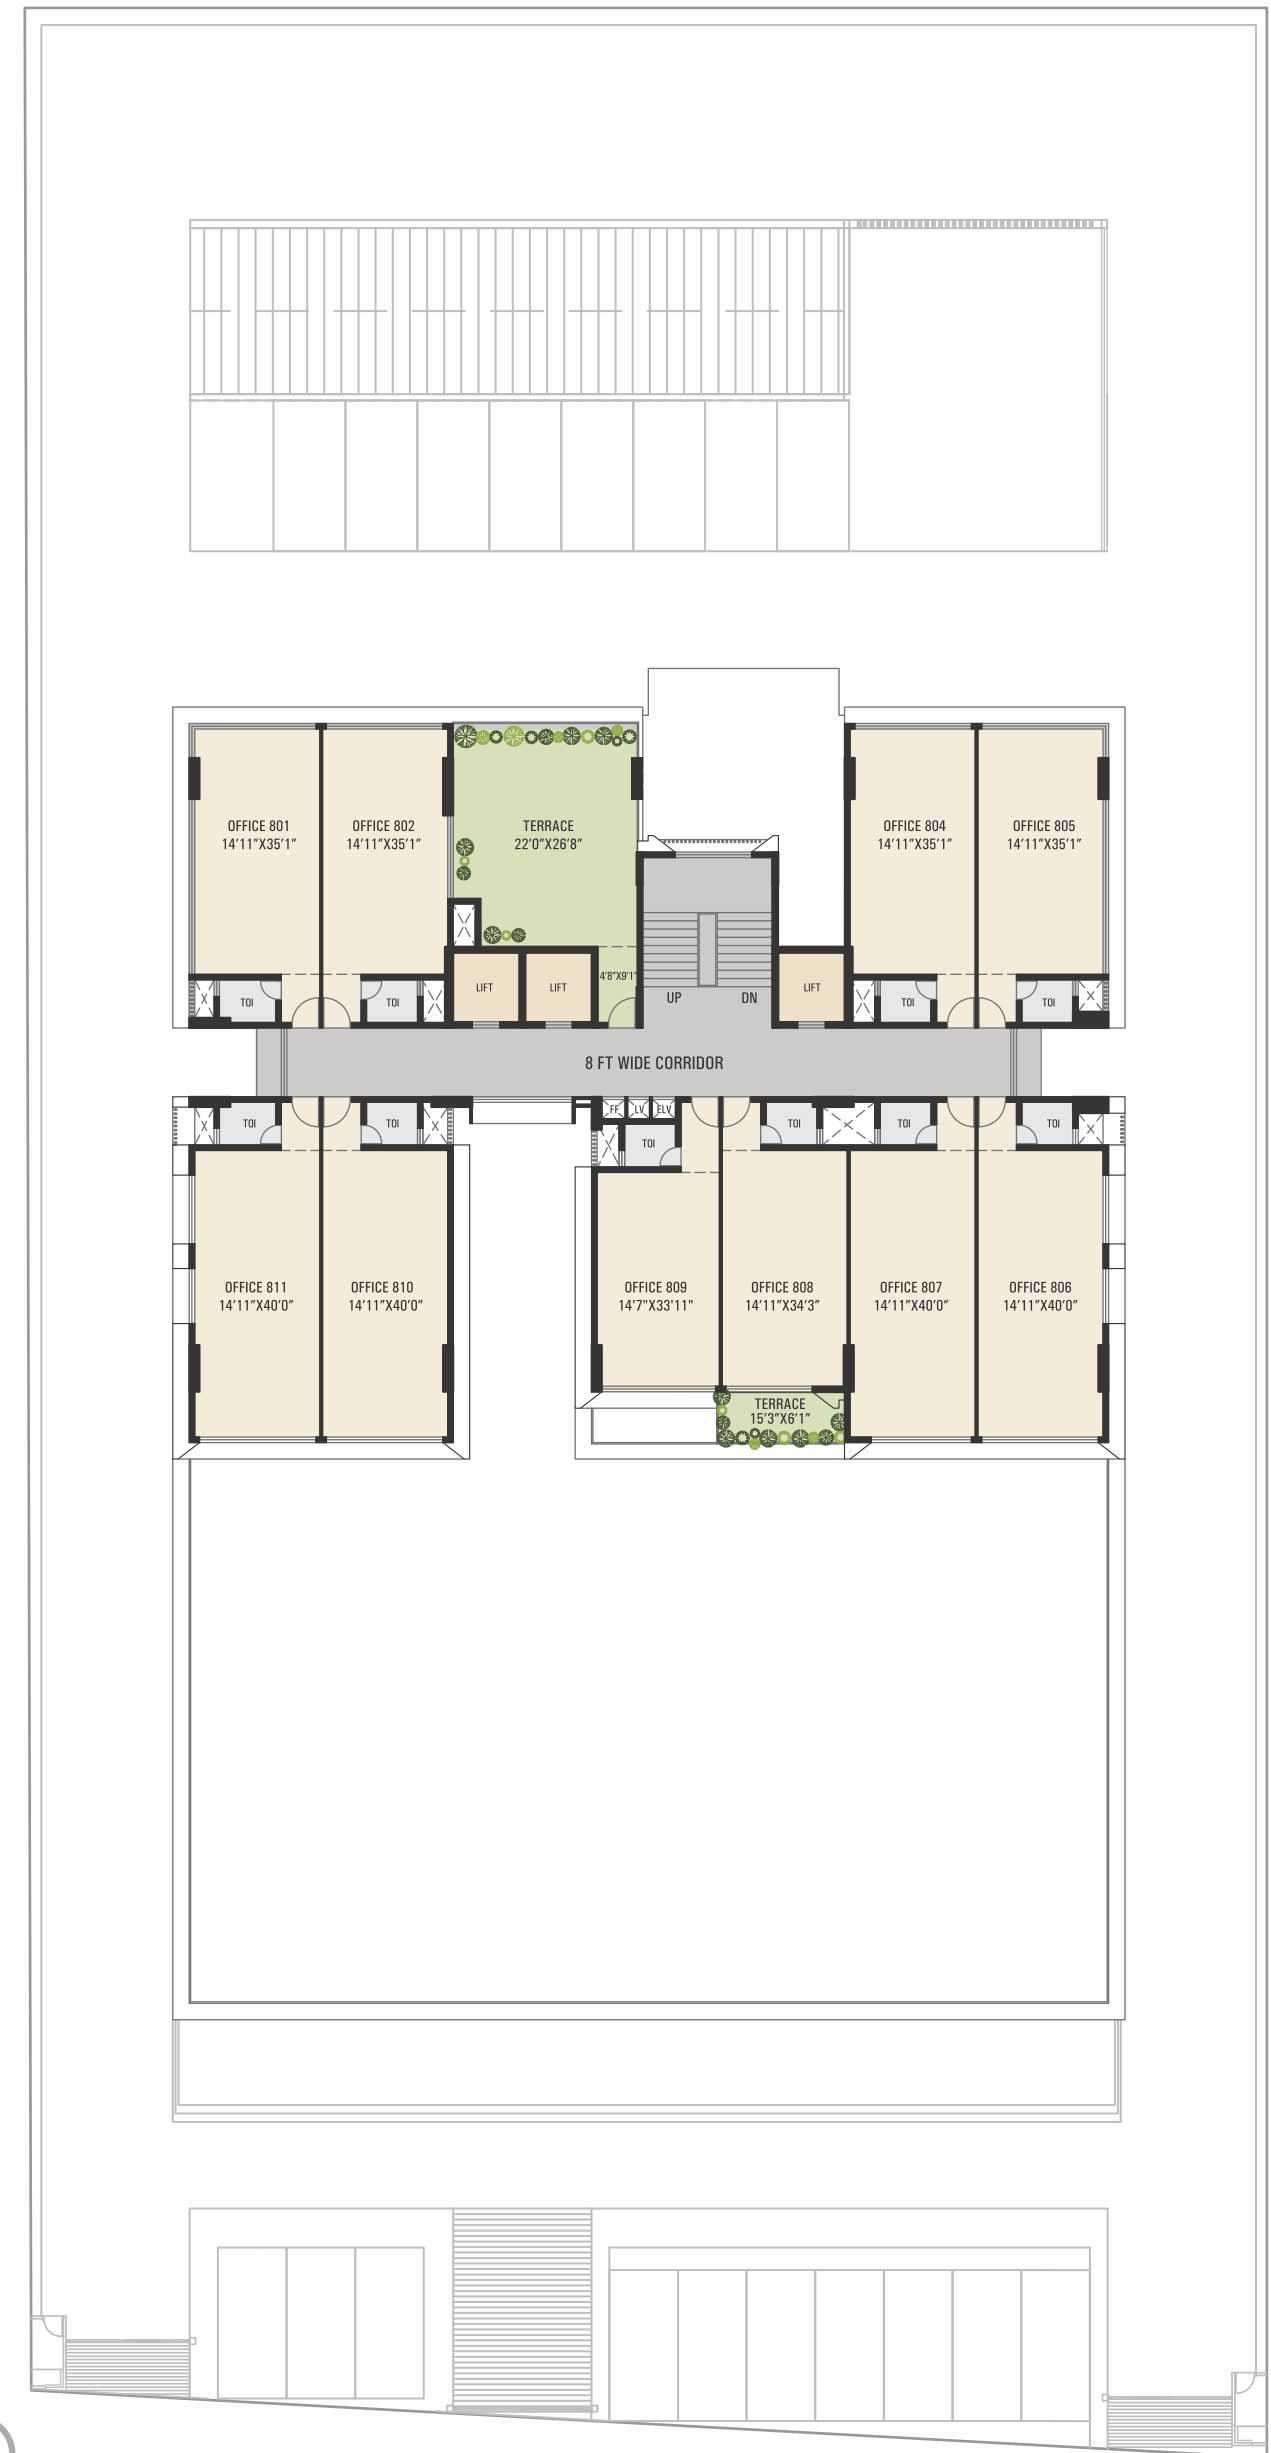 OFFICE 801
14'11"X35'1"
OFFICE 802
14'11"X35'1"
TERRACE
22'0"X26'8"
OFFICE 804
14'11"X35'1"
OFFICE 805
14'11"X35'1"
4'8"X9'1"
LIFT
LIFT
LIFT
UP
DN
TOI
TOI
TOI
TOI
8 FT WIDE CORRIDOR
FF
LV
ELV
TOI
TOI
TOI
TOI
TOI
TOI
OFFICE 811
14'11"X40'0"
OFFICE 810
14'11"X40'0"
OFFICE 809
14'7"X33'11"
OFFICE 808
14'11"X34'3"
OFFICE 807
14'11"X40'0"
OFFICE 806
14'11"X40'0"
TERRACE
15'3"X6'1"